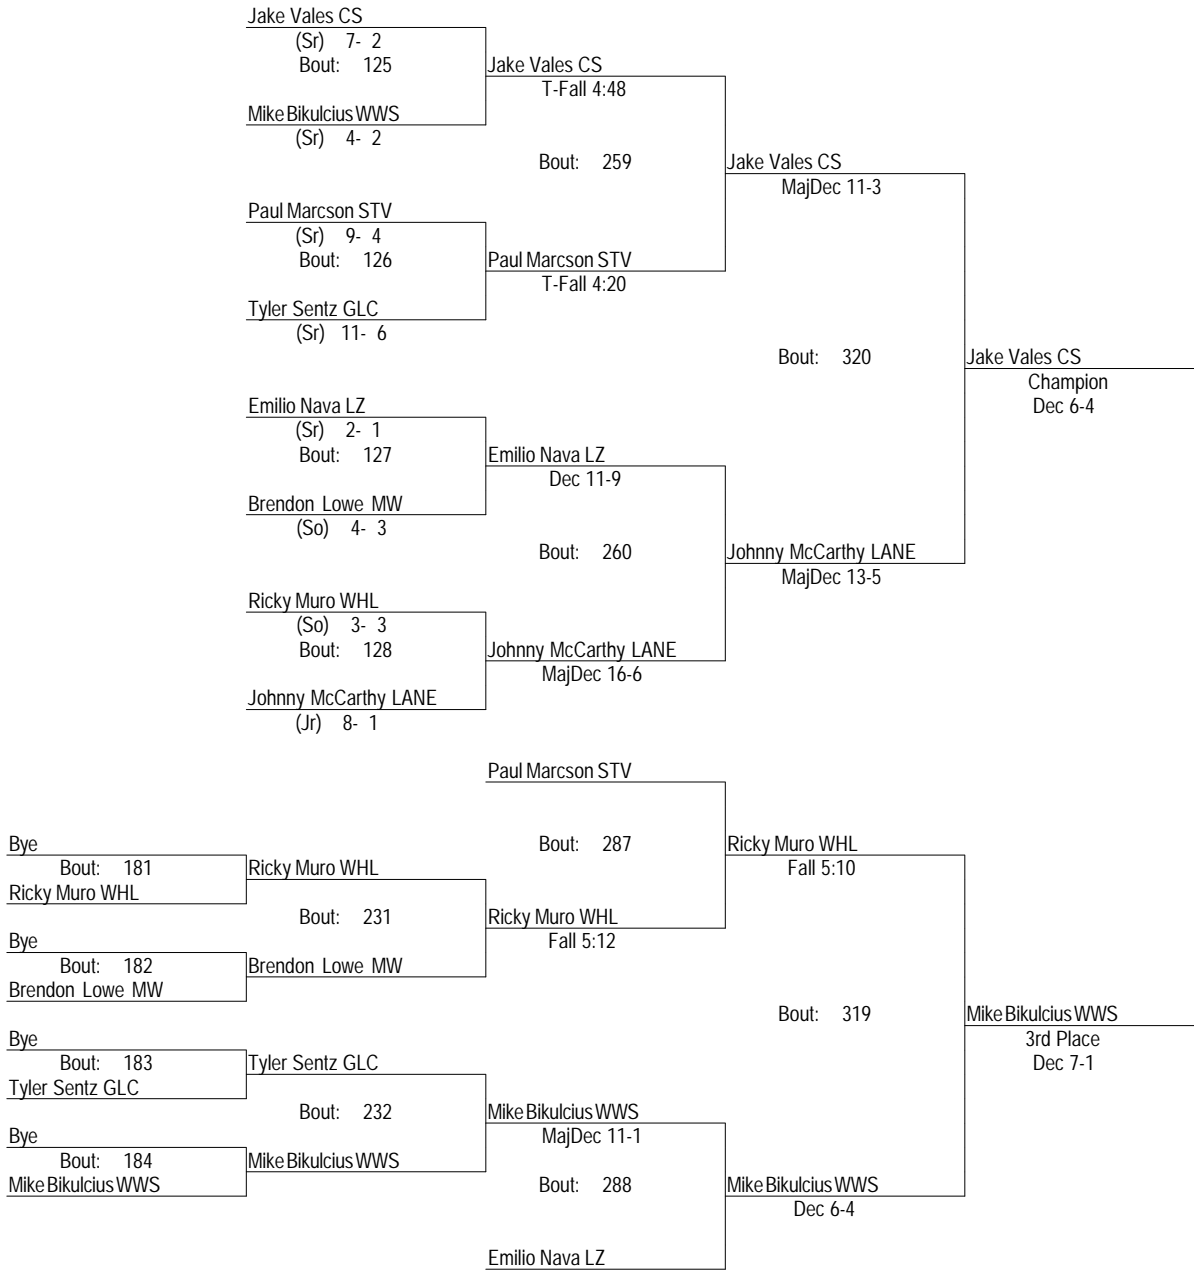 Jake Vales CS
(Sr) 7- 2
Bout: 125
Jake Vales CS
T-Fall 4:48
Mike Bikulcius WWS
(Sr) 4- 2
Bout: 259
Jake Vales CS
MajDec 11-3
Paul Marcson STV
(Sr) 9- 4
Bout: 126
Paul Marcson STV
T-Fall 4:20
Tyler Sentz GLC
(Sr) 11- 6
Bout: 320
Jake Vales CS
Champion
Dec 6-4
Emilio Nava LZ
(Sr) 2- 1
Bout: 127
Emilio Nava LZ
Dec 11-9
Brendon Lowe MW
(So) 4- 3
Bout: 260
Johnny McCarthy LANE
MajDec 13-5
Ricky Muro WHL
(So) 3- 3
Bout: 128
Johnny McCarthy LANE
MajDec 16-6
Johnny McCarthy LANE
(Jr) 8- 1
Paul Marcson STV
Bout: 287
Ricky Muro WHL
Fall 5:10
Bye
Bout: 181
Ricky Muro WHL
Ricky Muro WHL
Bout: 231
Ricky Muro WHL
Fall 5:12
Bye
Bout: 182
Brendon Lowe MW
Brendon Lowe MW
Bout: 319
Mike Bikulcius WWS
3rd Place
Dec 7-1
Bye
Bout: 183
Tyler Sentz GLC
Tyler Sentz GLC
Bout: 232
Mike Bikulcius WWS
MajDec 11-1
Bye
Bout: 184
Mike Bikulcius WWS
Mike Bikulcius WWS
Bout: 288
Mike Bikulcius WWS
Dec 6-4
Emilio Nava LZ